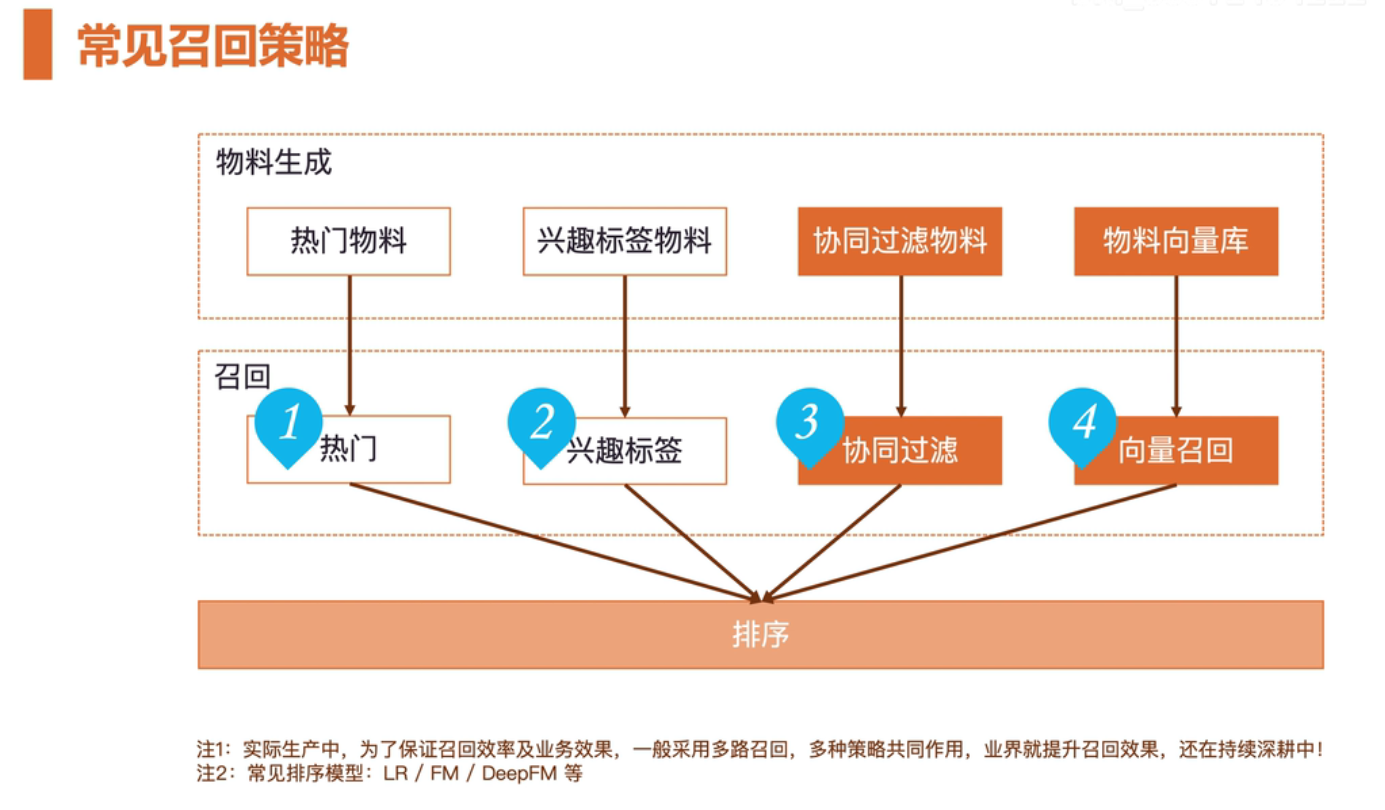 常见召回策略
物料生成
热门物料
兴趣标签物料
协同过滤物料
物料向量库
召回
1
热门
2
兴趣标签
3
协同过滤
4
向量召回
排序
注1：实际生产中，为了保证召回效率及业务效果，一般采用多路召回，多种策略共同作用，业界就提升召回效果，还在持续深耕中！
注2：常见排序模型：LR / FM / DeepFM 等